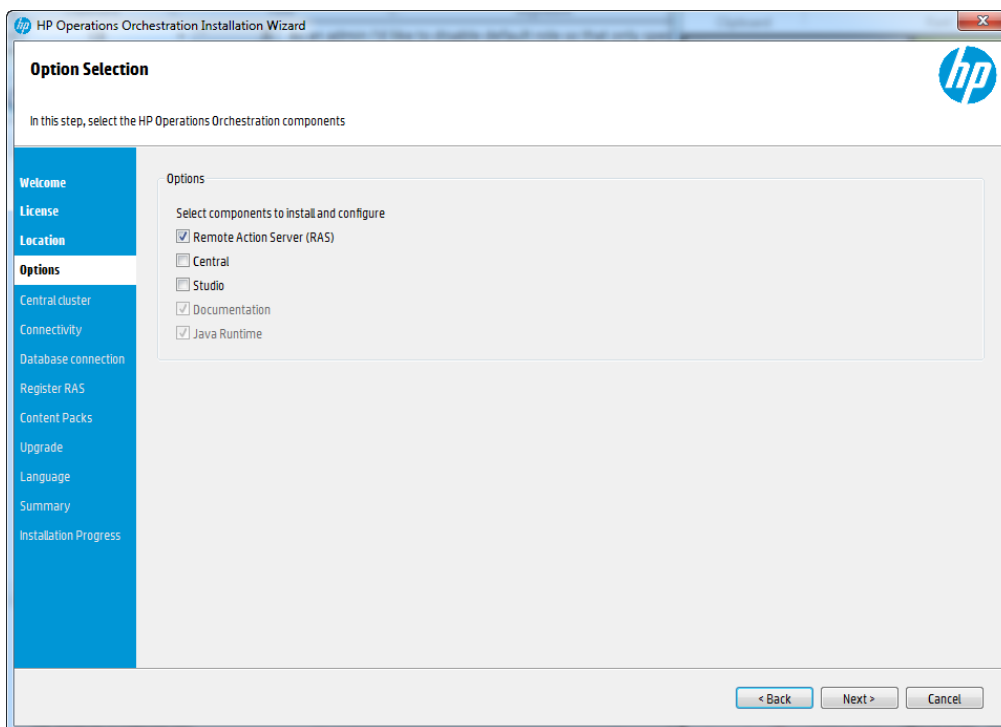 HP Operations Orchestration Installation Wizard
Option Selection
hp
In this step, select the HP Operations Orchestration components
Welcome
License
Location
Options
Central cluster
Connectivity
Database connection
Register RAS
Content Packs
Upgrade
Language
Summary
Installation Progress
Options
Select components to install and configure
Remote Action Server (RAS)
Central
Studio
Documentation
Java Runtime
< Back
Next >
Cancel